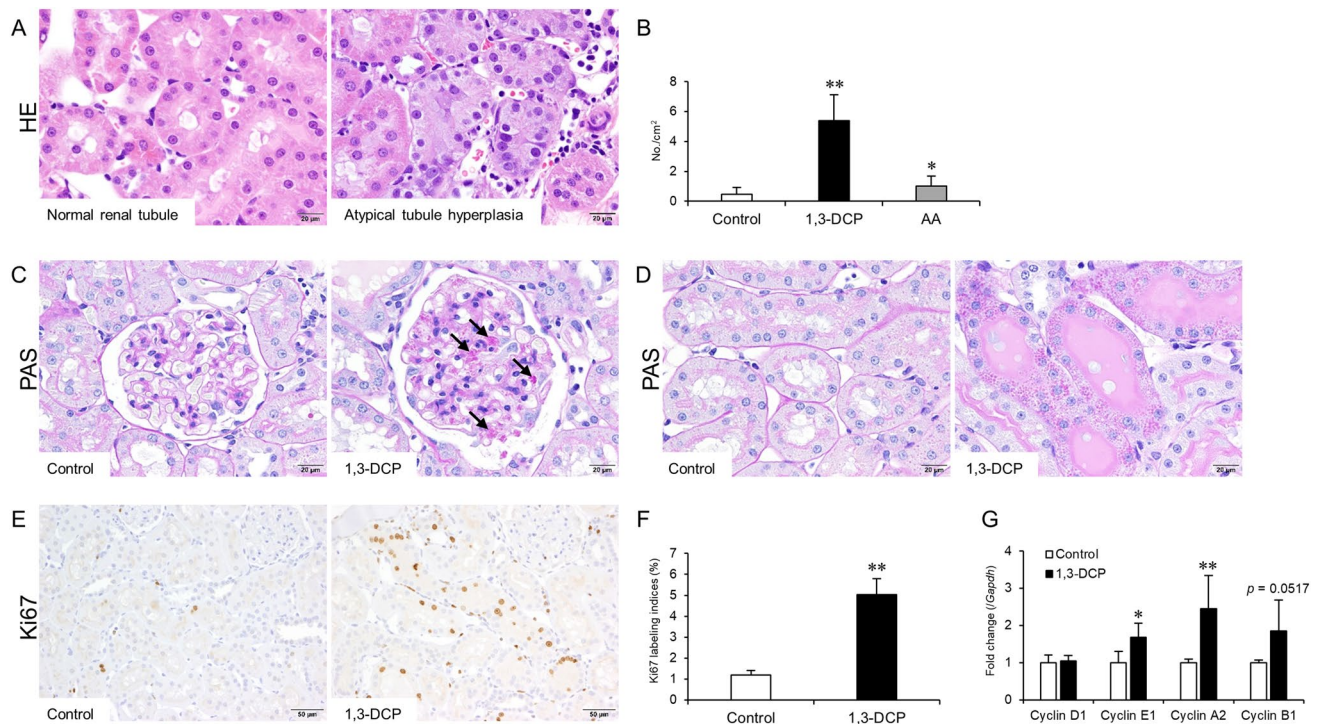 A
HE
Normal renal tubule
20 µm
Atypical tubule hyperplasia
20 µm
B
No./cm²
8
6
4
2
0
**
*
Control
1,3-DCP
AA
C
PAS
Control
20 µm
1,3-DCP
20 µm
D
PAS
Control
20 µm
1,3-DCP
20 µm
E
Ki67
Control
50 µm
1,3-DCP
50 µm
F
Ki67 labeling indices (%)
7
6
5
4
3
2
1
0
**
Control
1,3-DCP
G
Fold change (/Gapdh)
4
3
2
1
0
Control
1,3-DCP
*
**
p = 0.0517
Cyclin D1
Cyclin E1
Cyclin A2
Cyclin B1